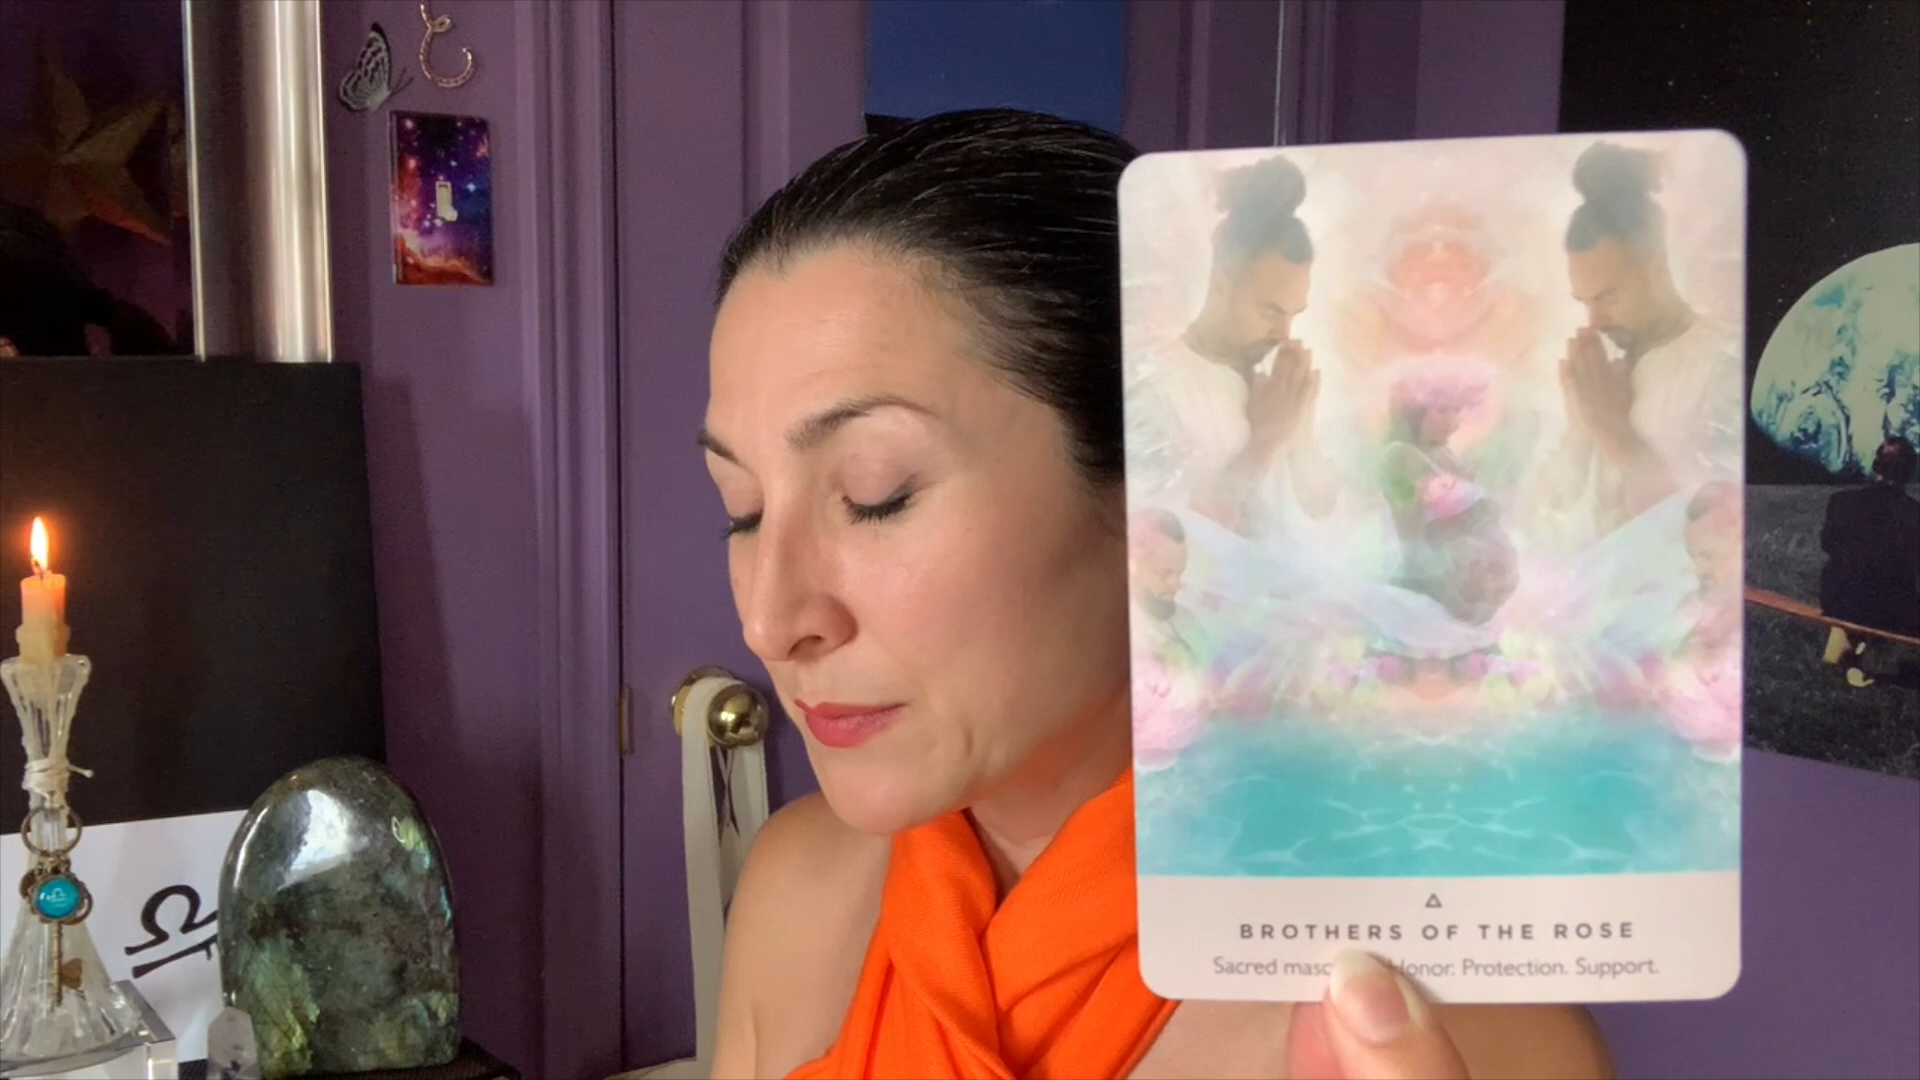 BROTHERS OF THE ROSE
Sacred Honor. Protection. Support.